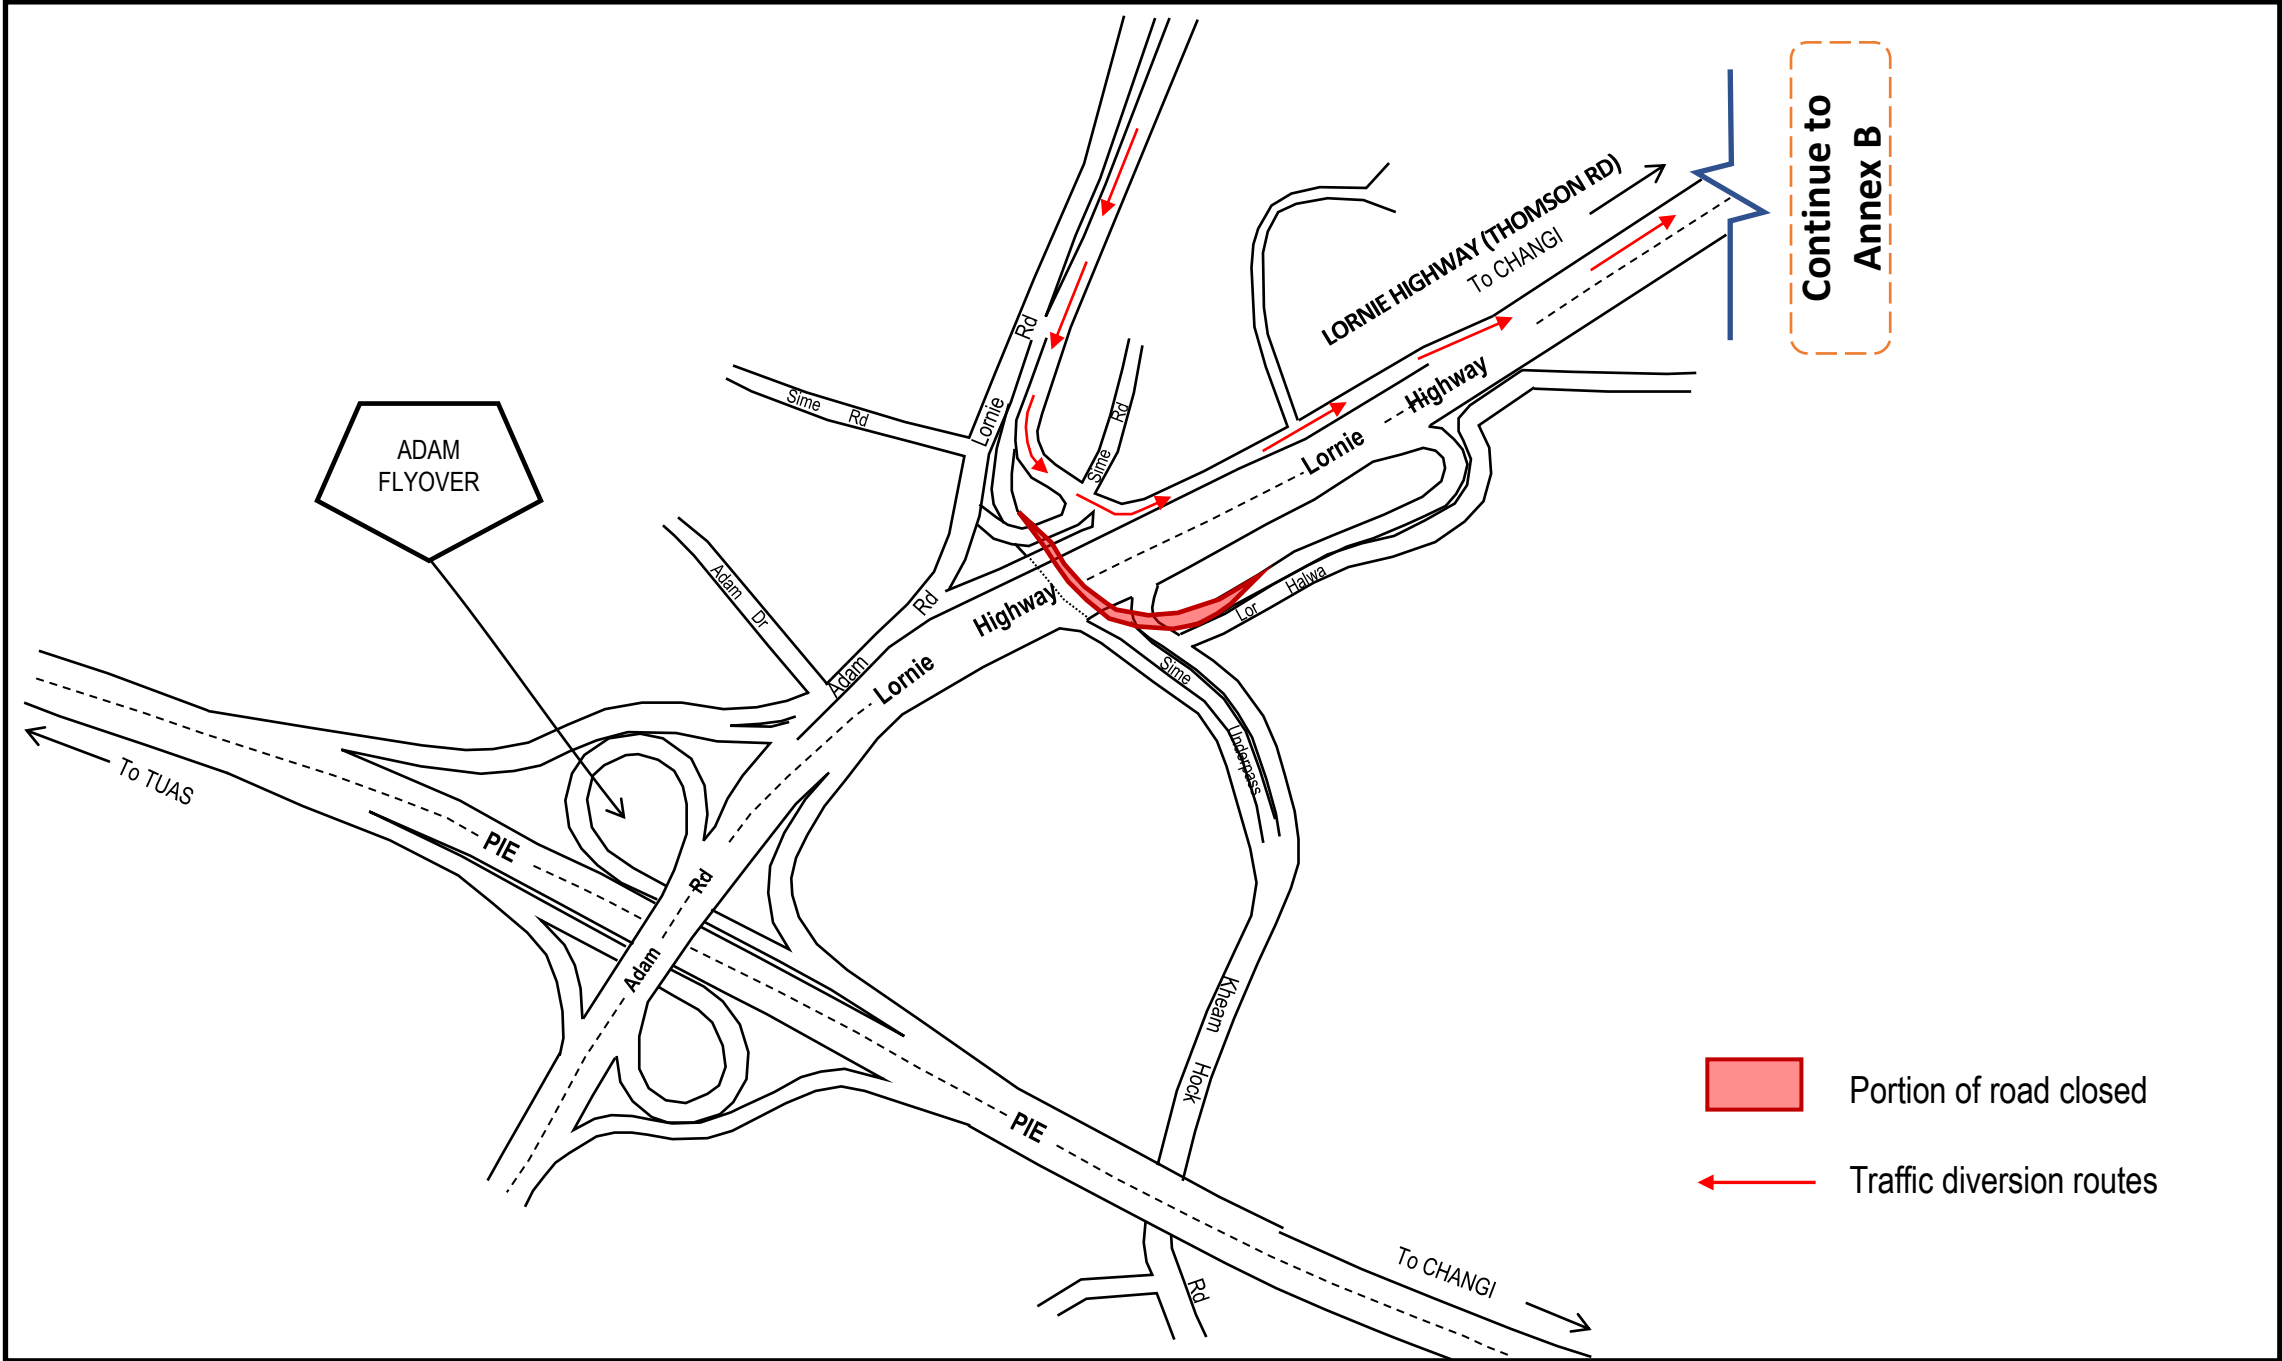 Continue to
Annex B
LORNIE HIGHWAY (THOMSON RD)
To CHANGI
Rd
Lornie
Sime Rd
Sime Rd
Highway
Lornie
ADAM
FLYOVER
Adam Dr
Lor Halwa
Highway
Lornie
Adam Rd
Sime
Underpass
To TUAS
PIE
Adam Rd
Kheam Hock Rd
PIE
To CHANGI
Portion of road closed
Traffic diversion routes